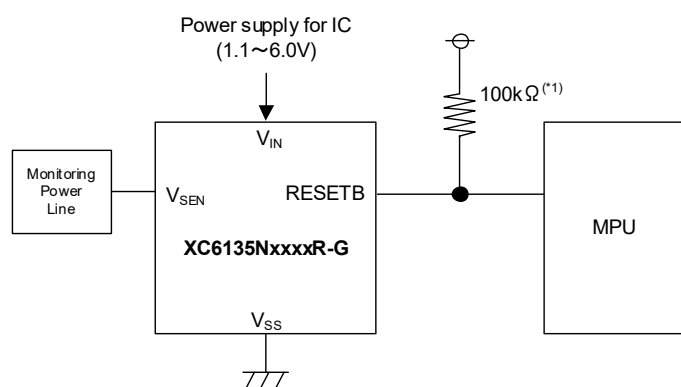 Power supply for IC
(1.1～6.0V)
100kΩ(*1)
VIN
Monitoring
Power
Line
VSEN
RESETB
MPU
XC6135NxxxxR-G
VSS